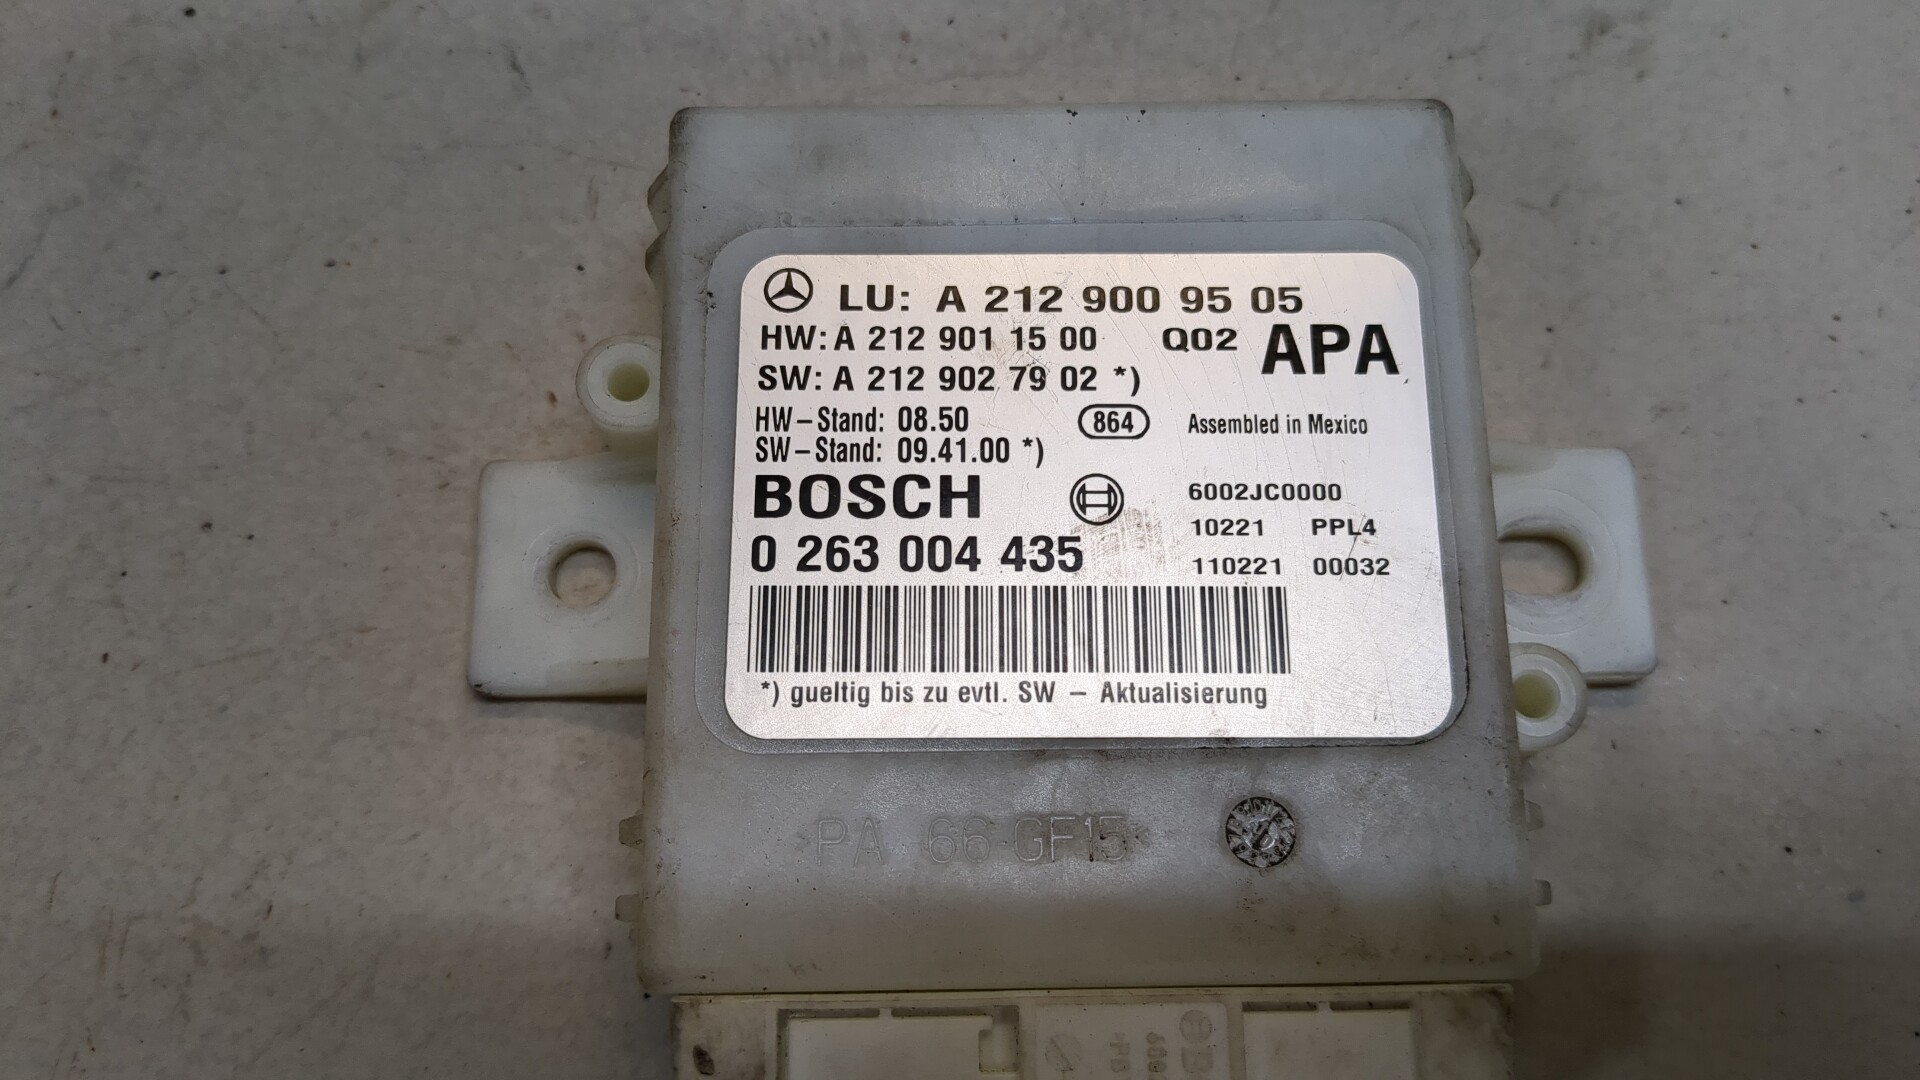 LU: A 212 900 95 05
HW: A 212 901 15 00 Q02 APA
SW: A 212 902 79 02 *)
HW-Stand: 08.50 864 Assembled in Mexico
SW-Stand: 09.41.00 *)
BOSCH 6002JC0000
10221 PPL4
0 263 004 435 110221 00032
*) gueltig bis zu evtl. SW - Aktualisierung
PA 66-GF15